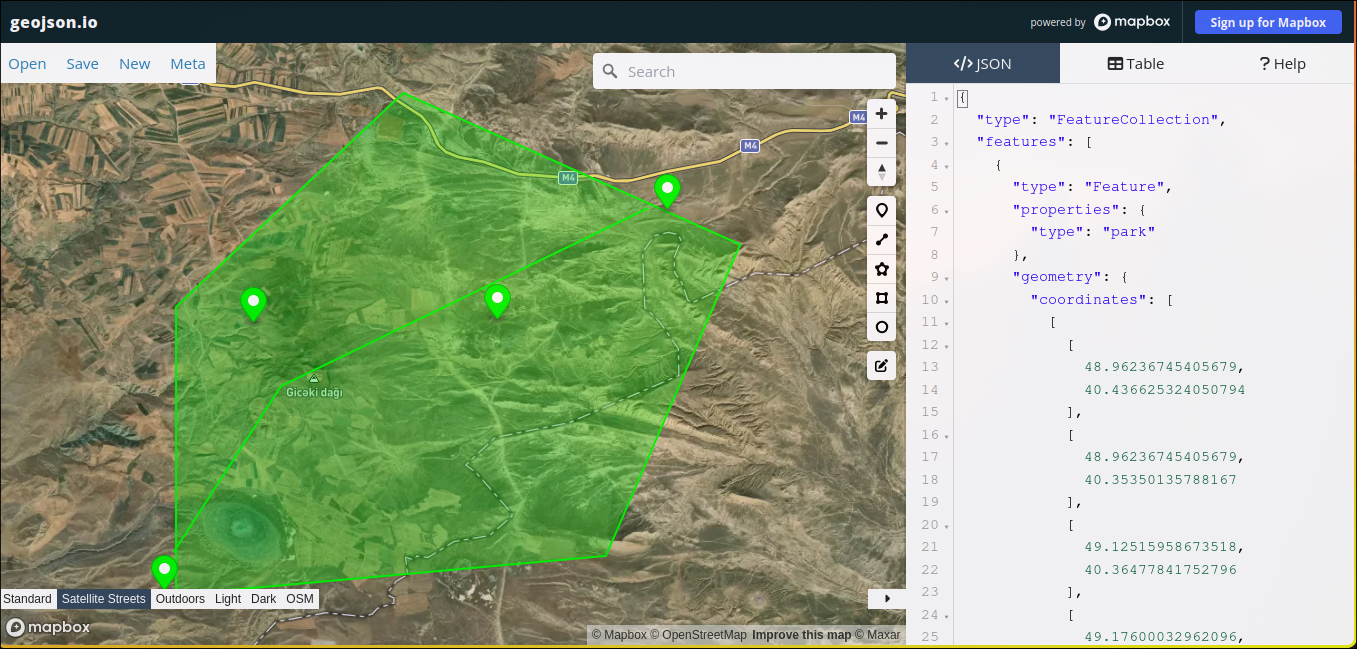 geojson.io
powered by mapbox
Sign up for Mapbox
Open Save New Meta
Search
</> JSON
Table
? Help
M4
M4
M4
Gicəki dağı
1 {
2 "type": "FeatureCollection",
3 "features": [
4 {
5 "type": "Feature",
6 "properties": {
7 "type": "park"
8 },
9 "geometry": {
10 "coordinates": [
11 [
12 [
13 48.96236745405679,
14 40.436625324050794
15 ],
16 [
17 48.96236745405679,
18 40.35350135788167
19 ],
20 [
21 49.12515958673518,
22 40.36477841752796
23 ],
24 [
25 49.17600032962096,
Standard Satellite Streets Outdoors Light Dark OSM
mapbox
© Mapbox © OpenStreetMap Improve this map © Maxar